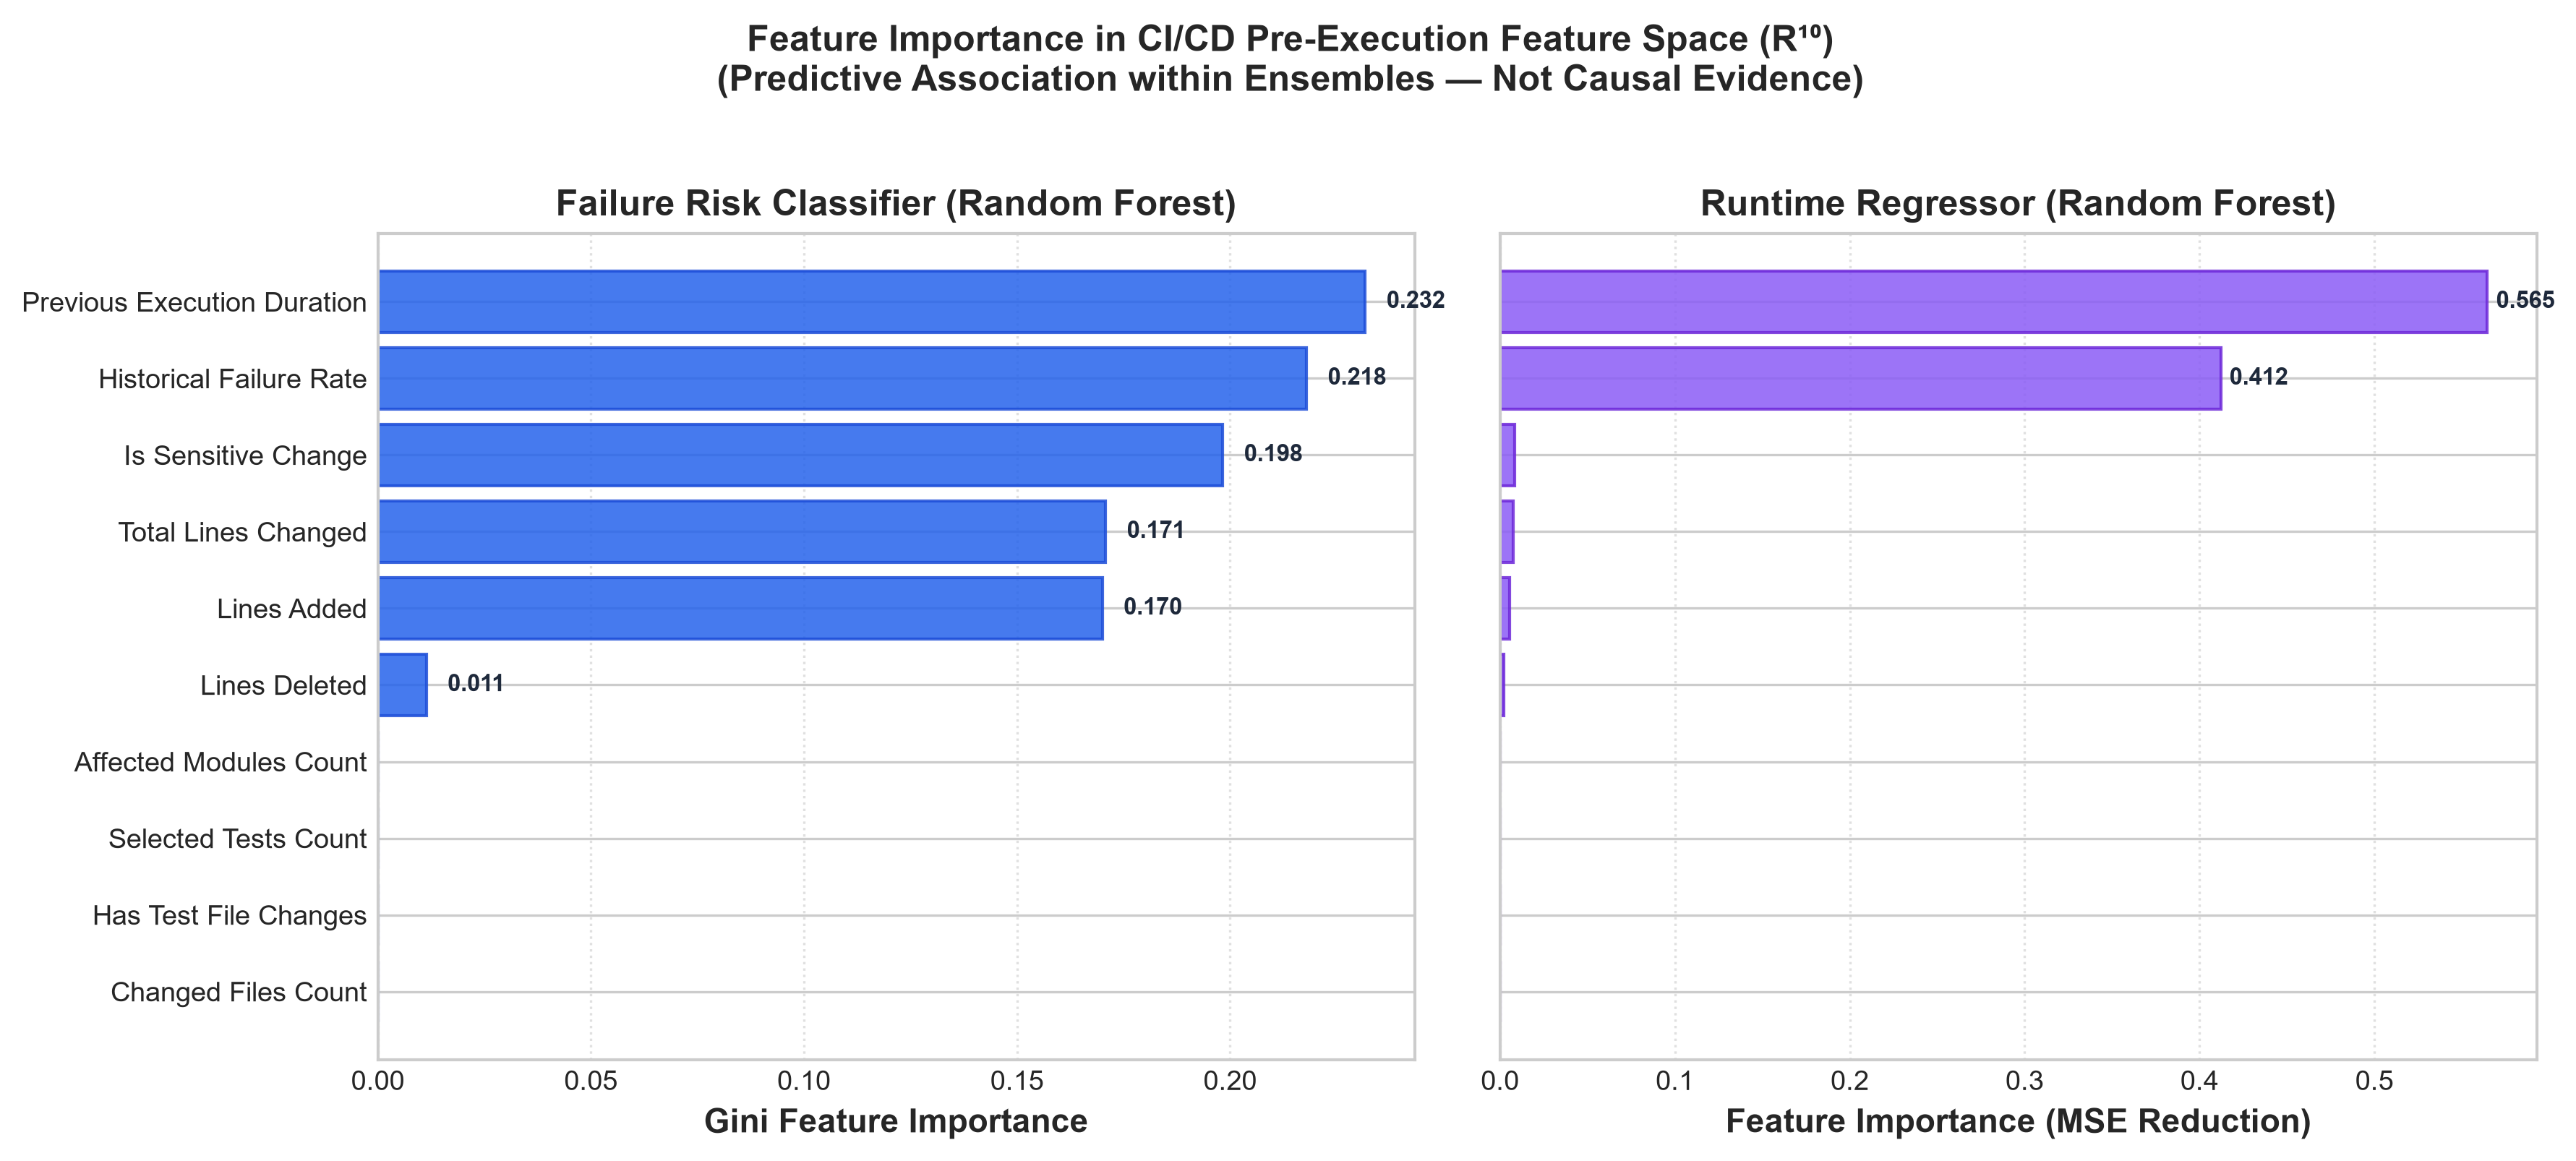 Feature Importance in CI/CD Pre-Execution Feature Space (R¹⁰)
(Predictive Association within Ensembles — Not Causal Evidence)
Failure Risk Classifier (Random Forest)
Previous Execution Duration
0.232
Historical Failure Rate
0.218
Is Sensitive Change
0.198
Total Lines Changed
0.171
Lines Added
0.170
Lines Deleted
0.011
Affected Modules Count
Selected Tests Count
Has Test File Changes
Changed Files Count
0.00 0.05 0.10 0.15 0.20
Gini Feature Importance
Runtime Regressor (Random Forest)
0.565
0.412
0.0 0.1 0.2 0.3 0.4 0.5
Feature Importance (MSE Reduction)